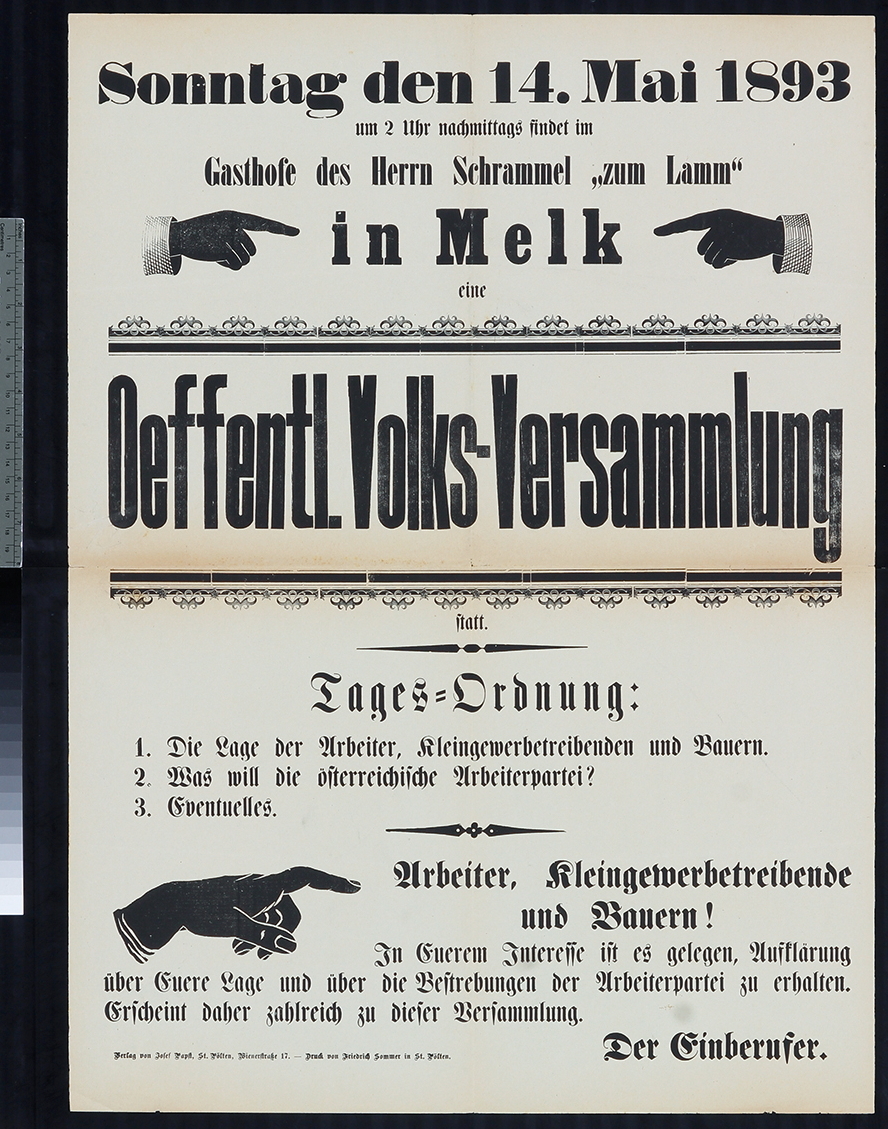 Sonntag den 14. Mai 1893
um 2 Uhr nachmittags findet im
Gasthofe des Herrn Schrammel „zum Lamm“
in Melk
eine
Oeffentl. Volks-Versammlung
statt.
Tages-Ordnung:
1. Die Lage der Arbeiter, Kleingewerbetreibenden und Bauern.
2. Was will die österreichische Arbeiterpartei?
3. Eventuelles.
Arbeiter, Kleingewerbetreibende
und Bauern!
In Euerem Interesse ist es gelegen, Aufklärung
über Euere Lage und über die Bestrebungen der Arbeiterpartei zu erhalten.
Erscheint daher zahlreich zu dieser Versammlung.
Der Einberufer.
Verlag von Josef Papst, St. Pölten, Wienerstraße 17. — Druck von Friedrich Sommer in St. Pölten.